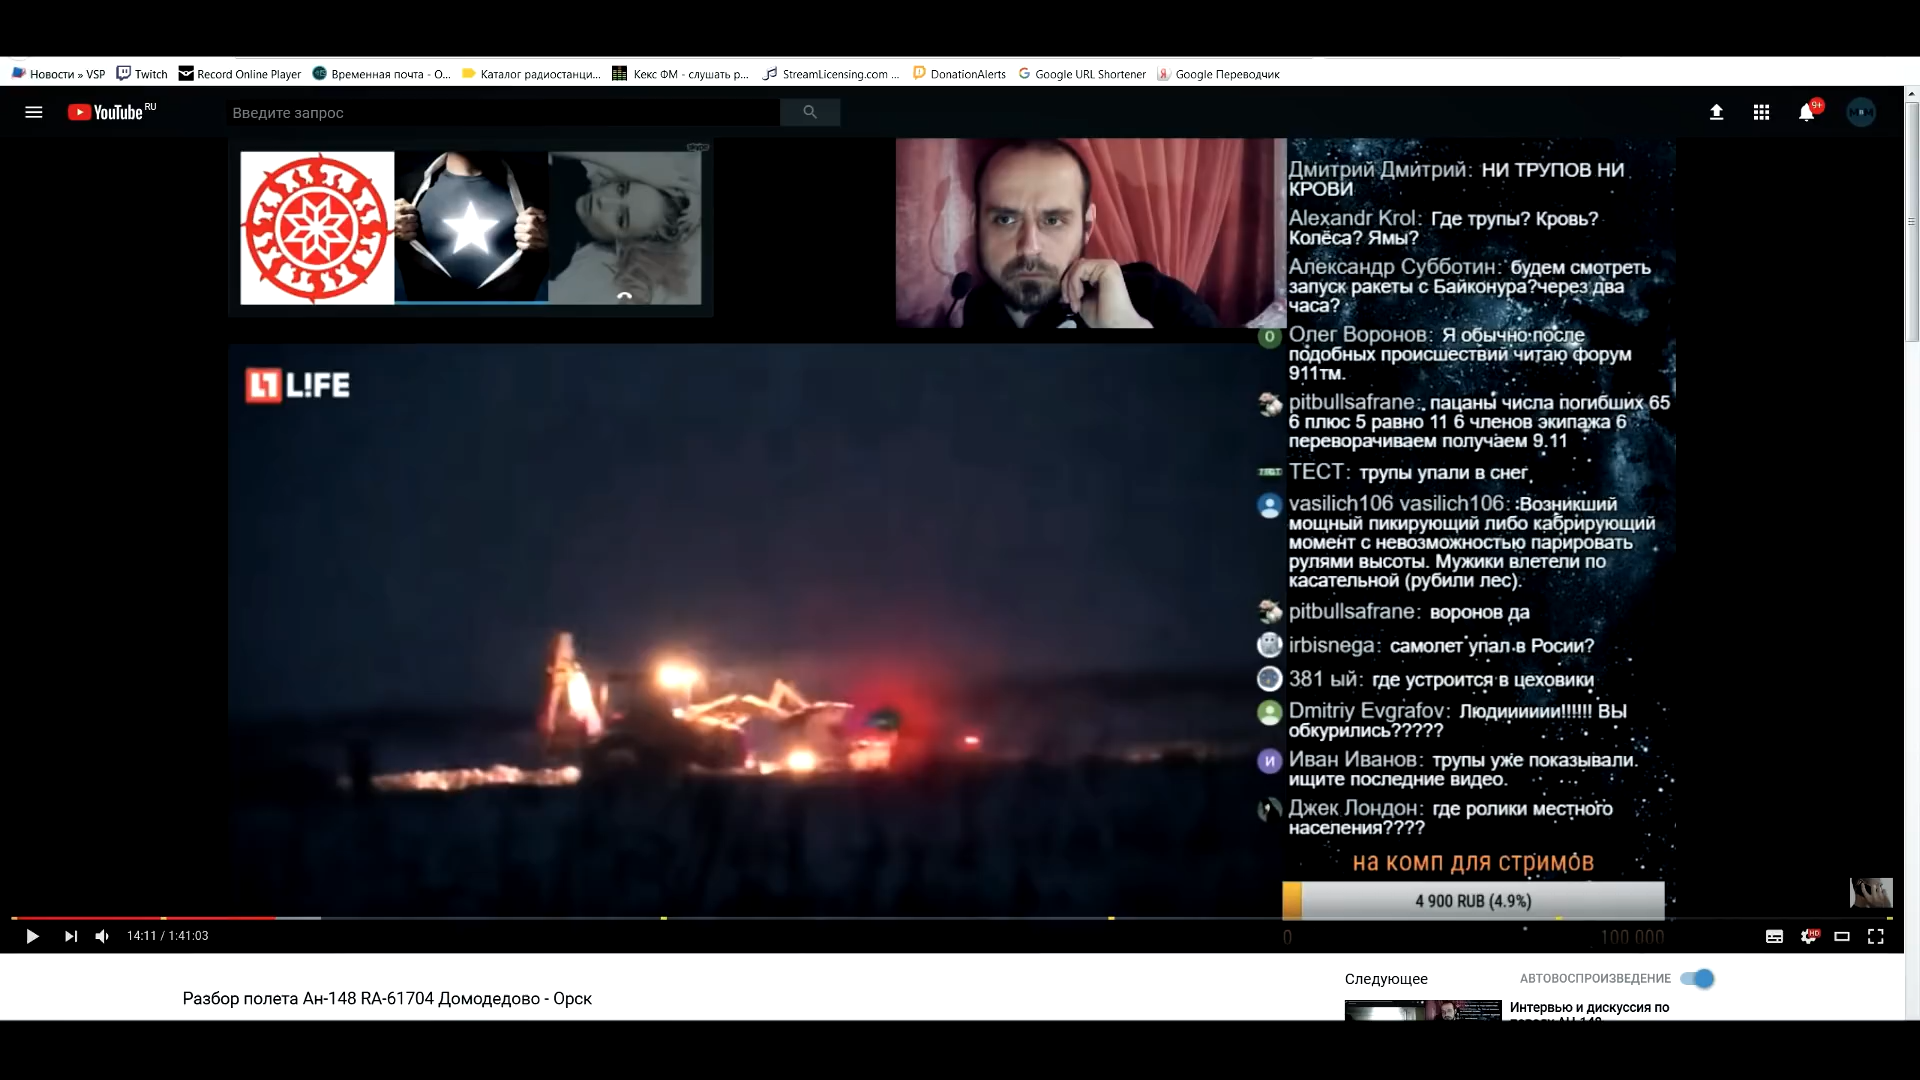 Новости » VSP
Twitch
Record Online Player
Временная почта - О...
Каталог радиостанци...
Кекс ФМ - слушать р...
StreamLicensing.com ...
DonationAlerts
Google URL Shortener
Google Переводчик
YouTube RU
Введите запрос
9+
Дмитрий Дмитрий: НИ ТРУПОВ НИ
КРОВИ
Alexandr Krol: Где трупы? Кровь?
Колёса? Ямы?
Александр Субботин: будем смотреть
запуск ракеты с Байконура?через два
часа?
О
Олег Воронов: Я обычно после
подобных происшествий читаю форум
911тм.
pitbullsafrane: пацаны числа погибших 65
6 плюс 5 равно 11 6 членов экипажа 6
переворачиваем получаем 9.11
ТЕСТ: трупы упали в снег
vasilich106 vasilich106: Возникший
мощный пикирующий либо кабрирующий
момент с невозможностью парировать
рулями высоты. Мужики влетели по
касательной (рубили лес).
pitbullsafrane: воронов да
irbisnega: самолет упал в Росии?
381 ый: где устроится в цеховики
Dmitriy Evgrafov: Людииииии!!!!!! ВЫ
обкурились?????
И
Иван Иванов: трупы уже показывали.
ищите последние видео.
Джек Лондон: где ролики местного
населения????
L!FE
на комп для стримов
4 900 RUB (4.9%)
0
100 000
14:11 / 1:41:03
HD
Разбор полета Ан-148 RA-61704 Домодедово - Орск
Следующее
АВТОВОСПРОИЗВЕДЕНИЕ
Интервью и дискуссия по